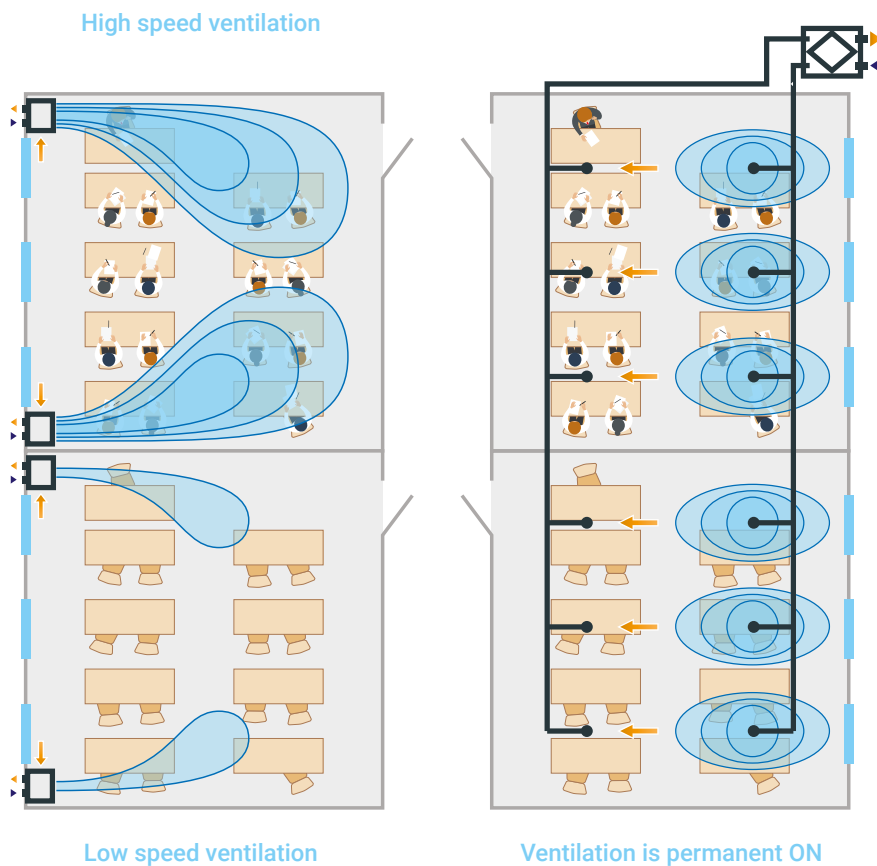 High speed ventilation
Low speed ventilation
Ventilation is permanent ON